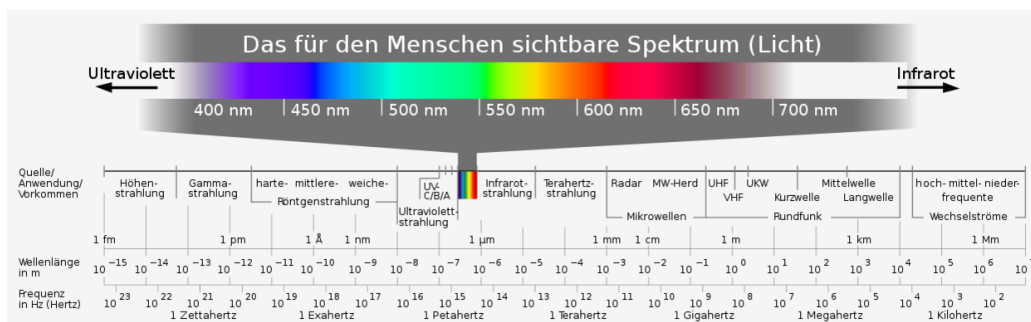 Das für den Menschen sichtbare Spektrum (Licht)
Ultraviolett
Infrarot
400 nm 450 nm 500 nm 550 nm 600 nm 650 nm 700 nm
Quelle/
Anwendung/
Vorkommen
Höhen-
strahlung
Gamma-
strahlung
harte- mittlere- weiche-
Röntgenstrahlung
UV-
C/B/A
Ultraviolett-
strahlung
Infrarot-
strahlung
Terahertz-
strahlung
Radar MW-Herd
Mikrowellen
UHF UKW Mittelwelle
VHF Kurzwelle Langwelle
Rundfunk
hoch- mittel- nieder-
frequente
Wechselströme
1 fm 1 pm 1 Å 1 nm 1 µm 1 mm 1 cm 1 m 1 km 1 Mm
Wellenlänge
in m
10⁻¹⁵ 10⁻¹⁴ 10⁻¹³ 10⁻¹² 10⁻¹¹ 10⁻¹⁰ 10⁻⁹ 10⁻⁸ 10⁻⁷ 10⁻⁶ 10⁻⁵ 10⁻⁴ 10⁻³ 10⁻² 10⁻¹ 10⁰ 10¹ 10² 10³ 10⁴ 10⁵ 10⁶ 10⁷
Frequenz
in Hz (Hertz)
10²³ 10²² 10²¹ 10²⁰ 10¹⁹ 10¹⁸ 10¹⁷ 10¹⁶ 10¹⁵ 10¹⁴ 10¹³ 10¹² 10¹¹ 10¹⁰ 10⁹ 10⁸ 10⁷ 10⁶ 10⁵ 10⁴ 10³ 10²
1 Zettahertz 1 Exahertz 1 Petahertz 1 Terahertz 1 Gigahertz 1 Megahertz 1 Kilohertz